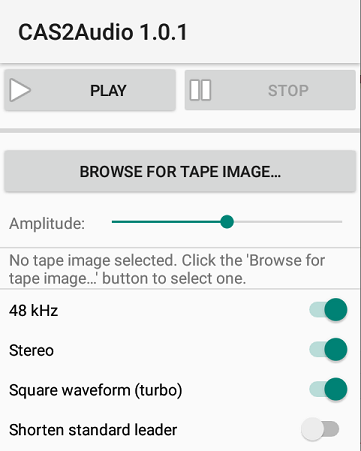 CAS2Audio 1.0.1
PLAY
STOP
BROWSE FOR TAPE IMAGE...
Amplitude:
No tape image selected. Click the 'Browse for
tape image...' button to select one.
48 kHz
Stereo
Square waveform (turbo)
Shorten standard leader